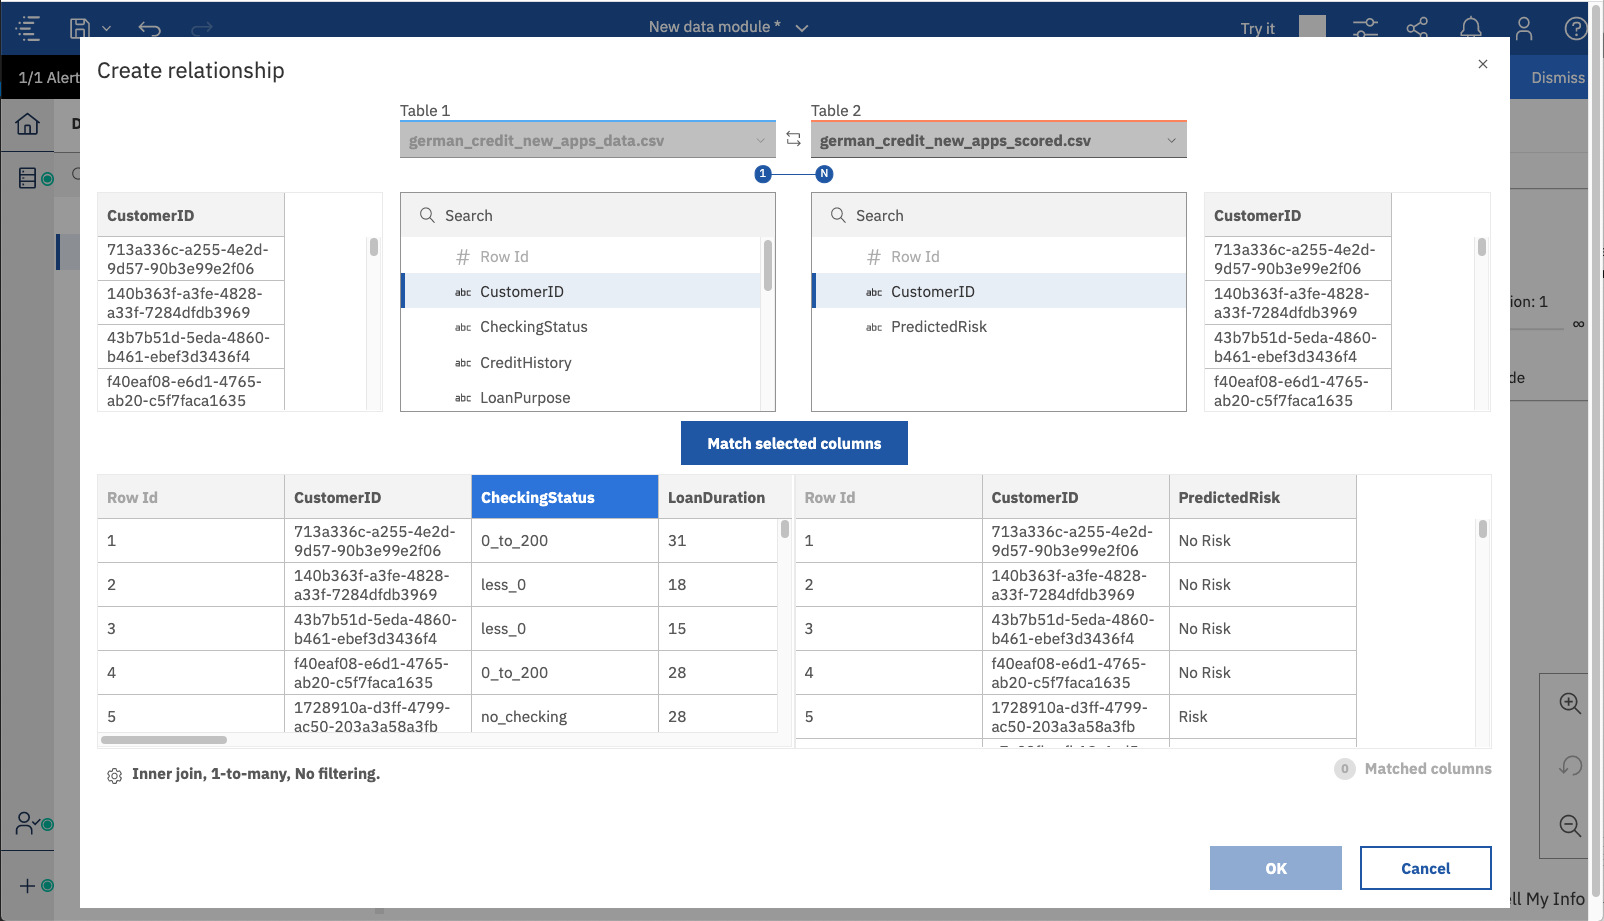 New data module *
Try it
1/1 Alert
Dismiss
Create relationship
Table 1
Table 2
german_credit_new_apps_data.csv
german_credit_new_apps_scored.csv
1
N
CustomerID
713a336c-a255-4e2d-
9d57-90b3e99e2f06
140b363f-a3fe-4828-
a33f-7284dfdb3969
43b7b51d-5eda-4860-
b461-ebef3d3436f4
f40eaf08-e6d1-4765-
ab20-c5f7faca1635
Search
# Row Id
abc CustomerID
abc CheckingStatus
abc CreditHistory
abc LoanPurpose
Search
# Row Id
abc CustomerID
abc PredictedRisk
CustomerID
713a336c-a255-4e2d-
9d57-90b3e99e2f06
140b363f-a3fe-4828-
a33f-7284dfdb3969
43b7b51d-5eda-4860-
b461-ebef3d3436f4
f40eaf08-e6d1-4765-
ab20-c5f7faca1635
ion: 1
de
Match selected columns
Row Id CustomerID CheckingStatus LoanDuration
1 713a336c-a255-4e2d- 0_to_200 31
9d57-90b3e99e2f06
2 140b363f-a3fe-4828- less_0 18
a33f-7284dfdb3969
3 43b7b51d-5eda-4860- less_0 15
b461-ebef3d3436f4
4 f40eaf08-e6d1-4765- 0_to_200 28
ab20-c5f7faca1635
5 1728910a-d3ff-4799- no_checking 28
ac50-203a3a58a3fb
Row Id CustomerID PredictedRisk
1 713a336c-a255-4e2d- No Risk
9d57-90b3e99e2f06
2 140b363f-a3fe-4828- No Risk
a33f-7284dfdb3969
3 43b7b51d-5eda-4860- No Risk
b461-ebef3d3436f4
4 f40eaf08-e6d1-4765- No Risk
ab20-c5f7faca1635
5 1728910a-d3ff-4799- Risk
ac50-203a3a58a3fb
Inner join, 1-to-many, No filtering.
0 Matched columns
OK
Cancel
ll My Info